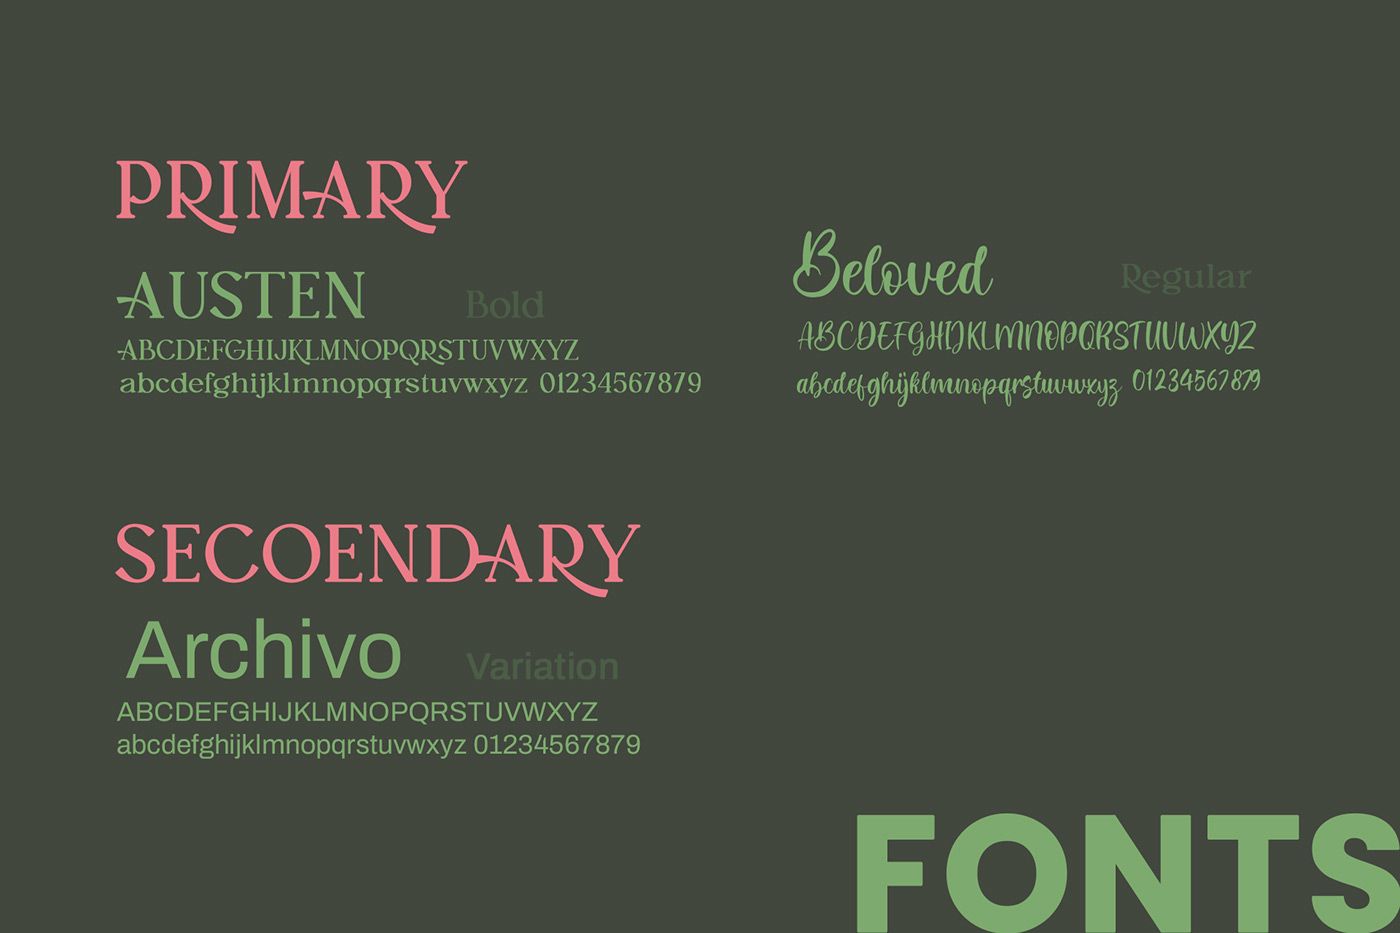 PRIMARY
AUSTEN Bold
ABCDEFGHIJKLMNOPQRSTUVWXYZ
abcdefghijklmnopqrstuvwxyz 01234567879
Beloved Regular
ABCDEFGHIJKLMNOPQRSTUVWXYZ
abcdefghijklmnopqrstuvwxyz 01234567879
SECOENDARY
Archivo Variation
ABCDEFGHIJKLMNOPQRSTUVWXYZ
abcdefghijklmnopqrstuvwxyz 01234567879
FONTS